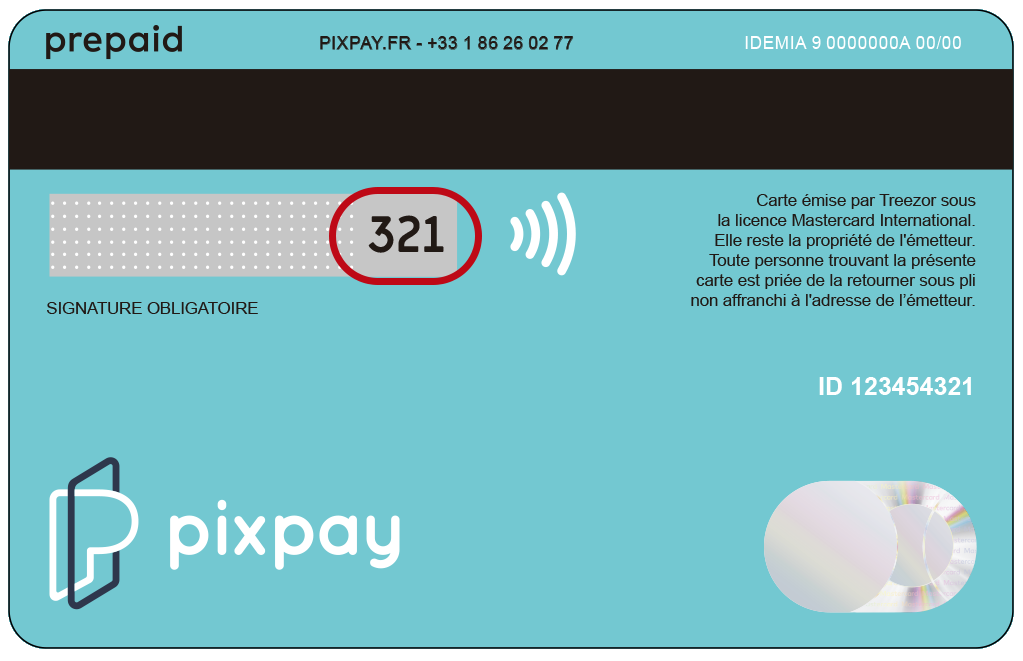 prepaid
PIXPAY.FR - +33 1 86 26 02 77
IDEMIA 9 0000000A 00/00
321
SIGNATURE OBLIGATOIRE
Carte émise par Treezor sous
la licence Mastercard International.
Elle reste la propriété de l'émetteur.
Toute personne trouvant la présente
carte est priée de la retourner sous pli
non affranchi à l'adresse de l’émetteur.
ID 123454321
pixpay